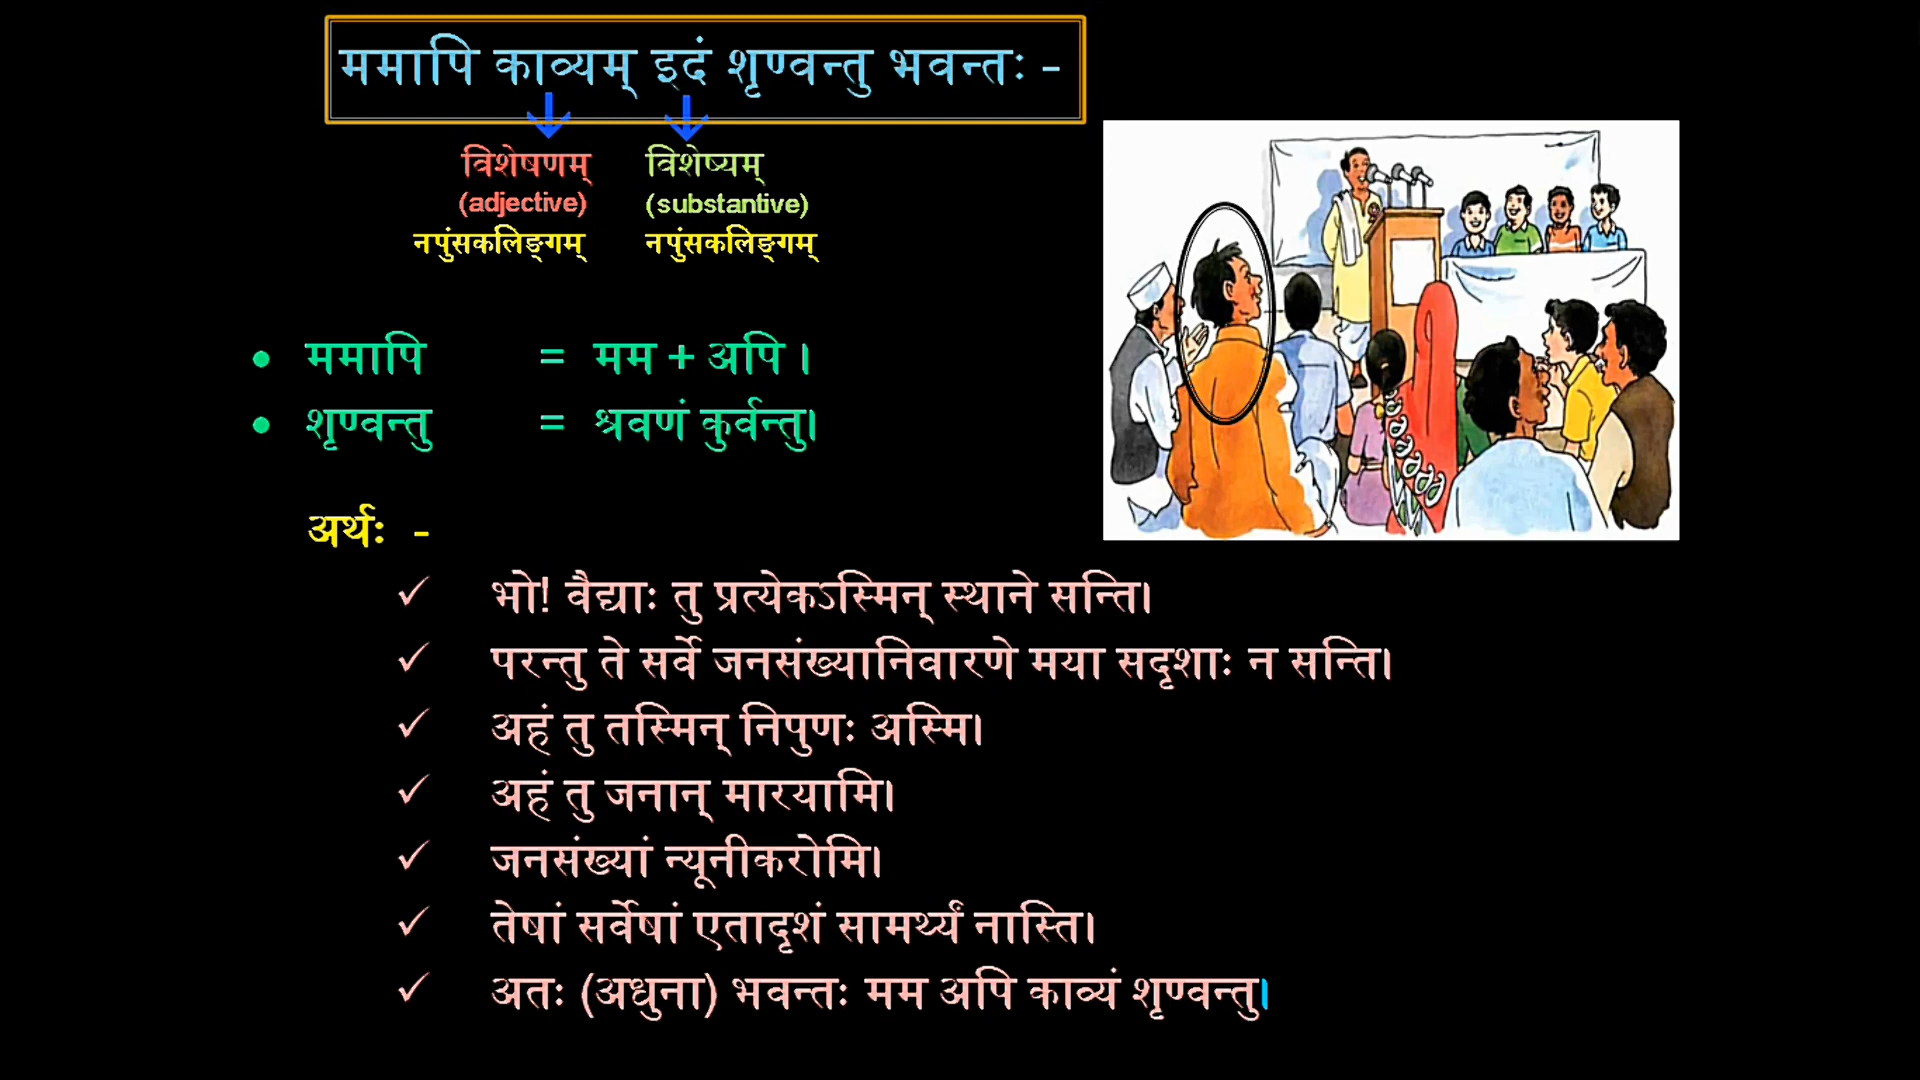 ममापि काव्यम् इदं शृण्वन्तु भवन्तः -
विशेषणम् विशेष्यम्
(adjective) (substantive)
नपुंसकलिङ्गम् नपुंसकलिङ्गम्
• ममापि = मम + अपि ।
• शृण्वन्तु = श्रवणं कुर्वन्तु।
अर्थः -
✓ भो! वैद्याः तु प्रत्येकऽस्मिन् स्थाने सन्ति।
✓ परन्तु ते सर्वे जनसंख्यानिवारणे मया सदृशाः न सन्ति।
✓ अहं तु तस्मिन् निपुणः अस्मि।
✓ अहं तु जनान् मारयामि।
✓ जनसंख्यां न्यूनीकरोमि।
✓ तेषां सर्वेषां एतादृशं सामर्थ्यं नास्ति।
✓ अतः (अधुना) भवन्तः मम अपि काव्यं शृण्वन्तु।